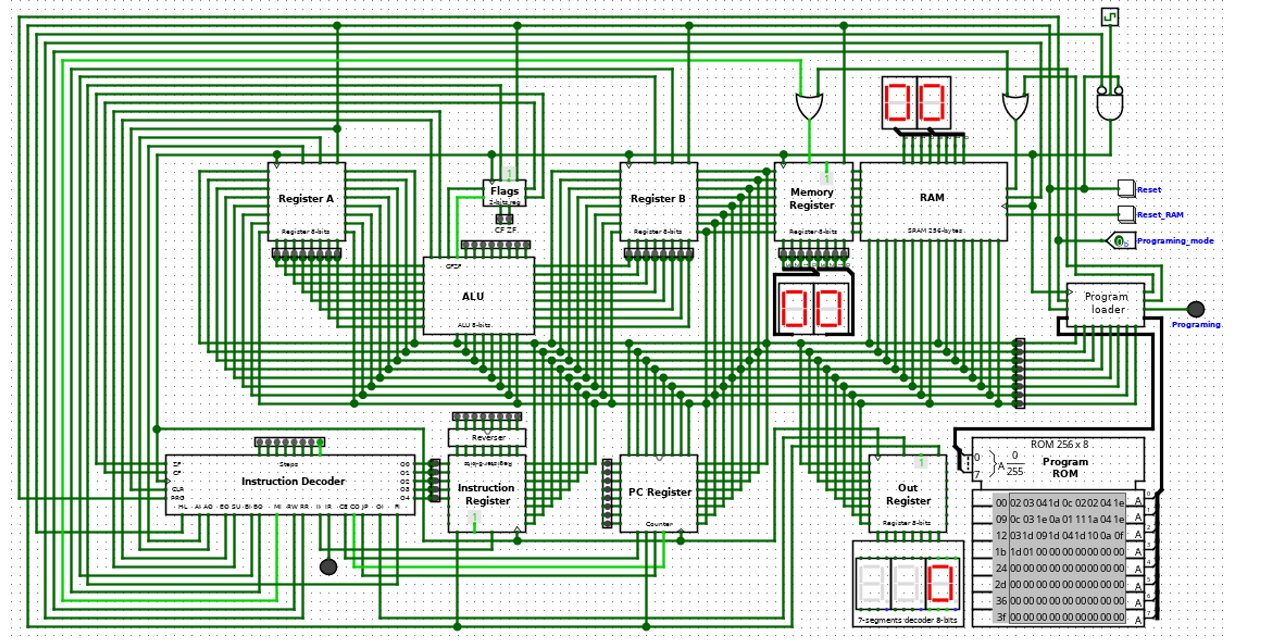 00
1
1
Register A
Register 8-bits
Flags
2-bits reg
CF ZF
Register B
Register 8-bits
Memory
Register
Register 8-bits
RAM
SRAM 256-bytes
Reset
Reset_RAM
Programing_mode
CFZF
ALU
ALU 8-bits
00
Program
loader
Programing
Reverser
Steps
Instruction Decoder
ZF
CF
CLR
PRG
O0
O1
O2
O3
O4
HL AI AO EO SU BI BO MI RW RR II IR CE CO JP OI FI
Instruction
Register
1
PC Register
Counter
1
Out
Register
Register 8-bits
0
7-segments decoder 8-bits
ROM 256 x 8
0
7
A
0
255
Program
ROM
00 02 03 04 1d 0c 02 02 04 1e A
09 0c 03 1e 0a 01 11 1a 04 1e A
12 03 1d 09 1d 04 1d 10 0a 0f A
1b 1d 01 00 00 00 00 00 00 00 A
24 00 00 00 00 00 00 00 00 00 A
2d 00 00 00 00 00 00 00 00 00 A
36 00 00 00 00 00 00 00 00 00 A
3f 00 00 00 00 00 00 00 00 00 A